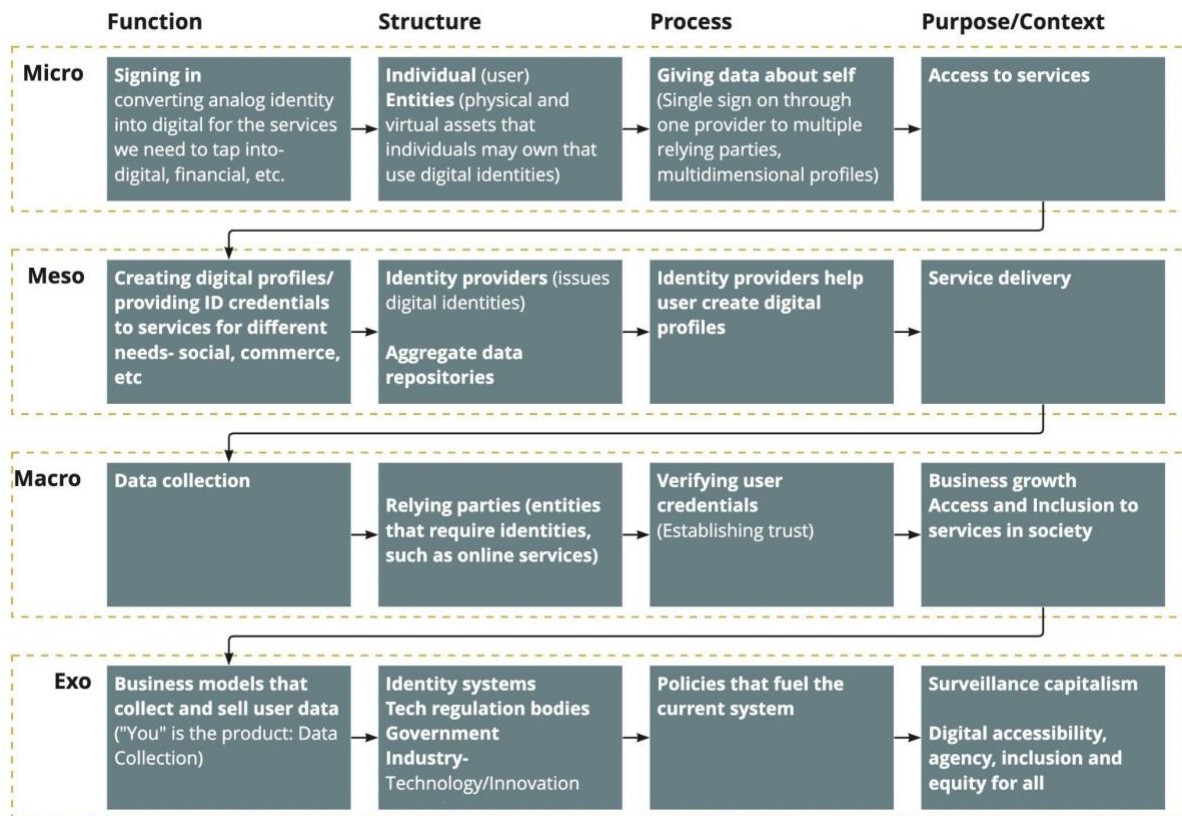 Function
Structure
Process
Purpose/Context
Micro
Signing in
converting analog identity
into digital for the services
we need to tap into-
digital, financial, etc.
Individual (user)
Entities (physical and
virtual assets that
individuals may own that
use digital identities)
Giving data about self
(Single sign on through
one provider to multiple
relying parties,
multidimensional profiles)
Access to services
Meso
Creating digital profiles/
providing ID credentials
to services for different
needs- social, commerce,
etc
Identity providers (issues
digital identities)
Aggregate data
repositories
Identity providers help
user create digital
profiles
Service delivery
Macro
Data collection
Relying parties (entities
that require identities,
such as online services)
Verifying user
credentials
(Establishing trust)
Business growth
Access and Inclusion to
services in society
Exo
Business models that
collect and sell user data
("You" is the product: Data
Collection)
Identity systems
Tech regulation bodies
Government
Industry-
Technology/Innovation
Policies that fuel the
current system
Surveillance capitalism
Digital accessibility,
agency, inclusion and
equity for all